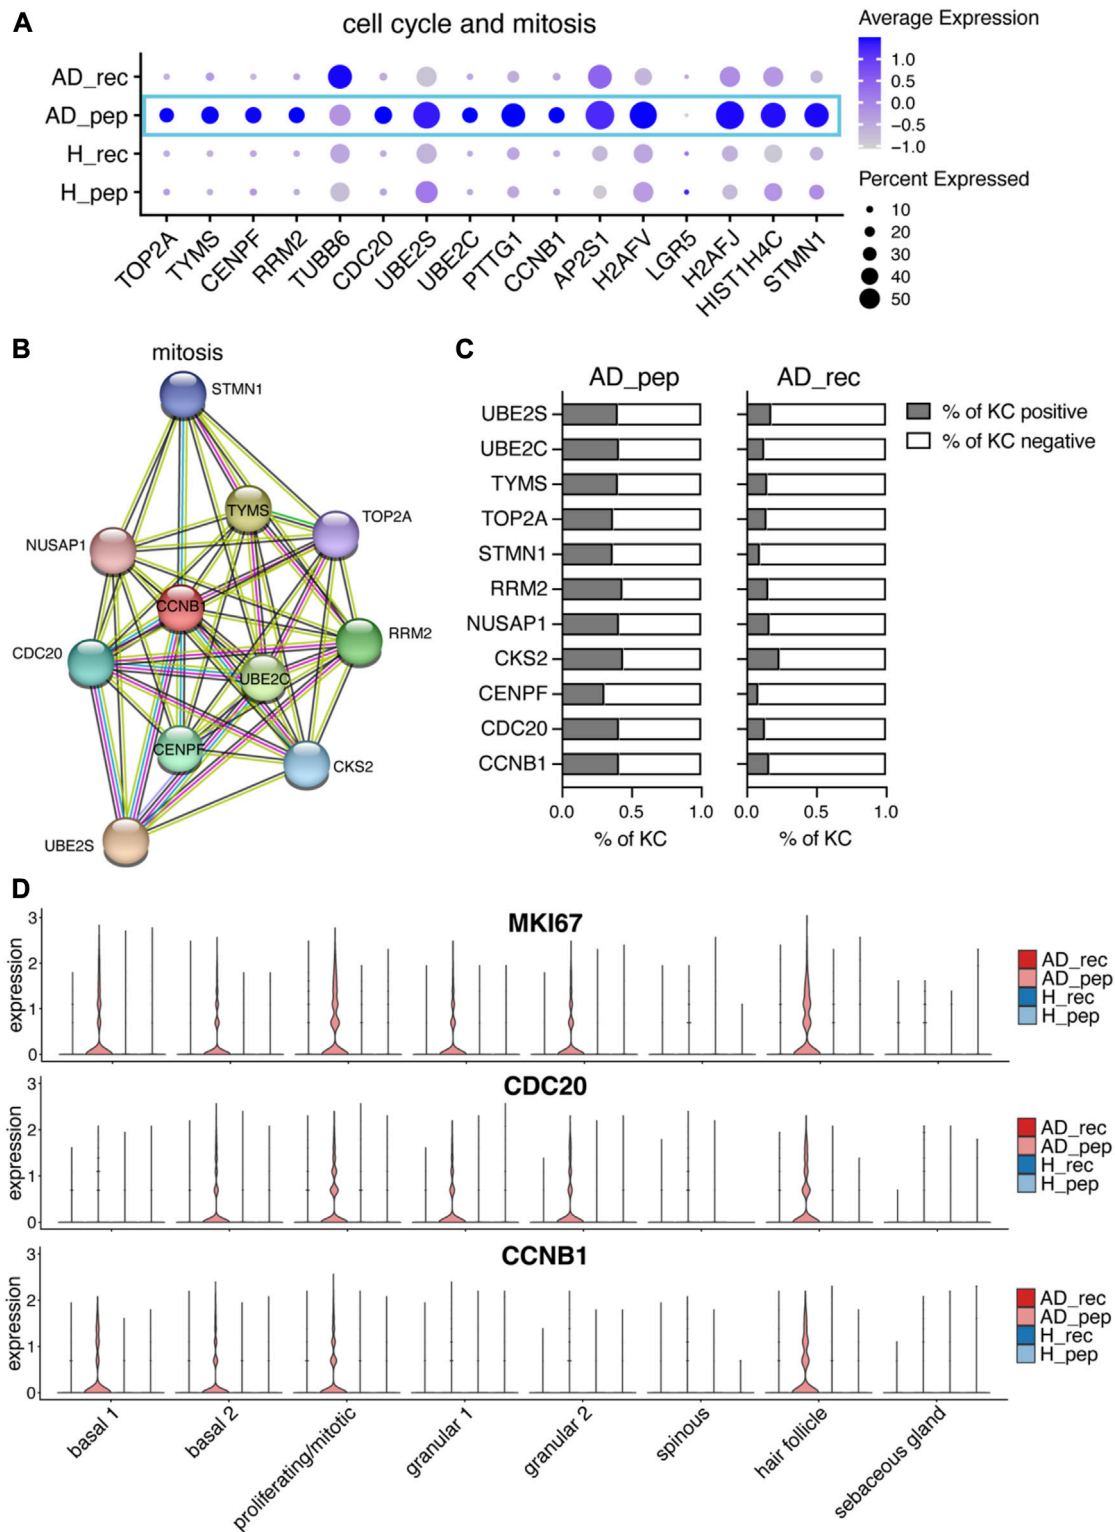 A
cell cycle and mitosis
AD_rec
AD_pep
H_rec
H_pep
TOP2A
TYMS
CENPF
RRM2
TUBB6
CDC20
UBE2S
UBE2C
PTTG1
CCNB1
AP2S1
H2AFV
LGR5
H2AFJ
HIST1H4C
STMN1
Average Expression
1.0
0.5
0.0
−0.5
−1.0
Percent Expressed
10
20
30
40
50
B
mitosis
STMN1
TYMS
TOP2A
NUSAP1
CCNB1
RRM2
CDC20
UBE2C
CENPF
CKS2
UBE2S
C
AD_pep
AD_rec
UBE2S
UBE2C
TYMS
TOP2A
STMN1
RRM2
NUSAP1
CKS2
CENPF
CDC20
CCNB1
0.0 0.5 1.0
% of KC
0.0 0.5 1.0
% of KC
% of KC positive
% of KC negative
D
MKI67
expression
3
2
1
0
AD_rec
AD_pep
H_rec
H_pep
CDC20
expression
3
2
1
0
AD_rec
AD_pep
H_rec
H_pep
CCNB1
expression
3
2
1
0
AD_rec
AD_pep
H_rec
H_pep
basal 1
basal 2
proliferating/mitotic
granular 1
granular 2
spinous
hair follicle
sebaceous gland